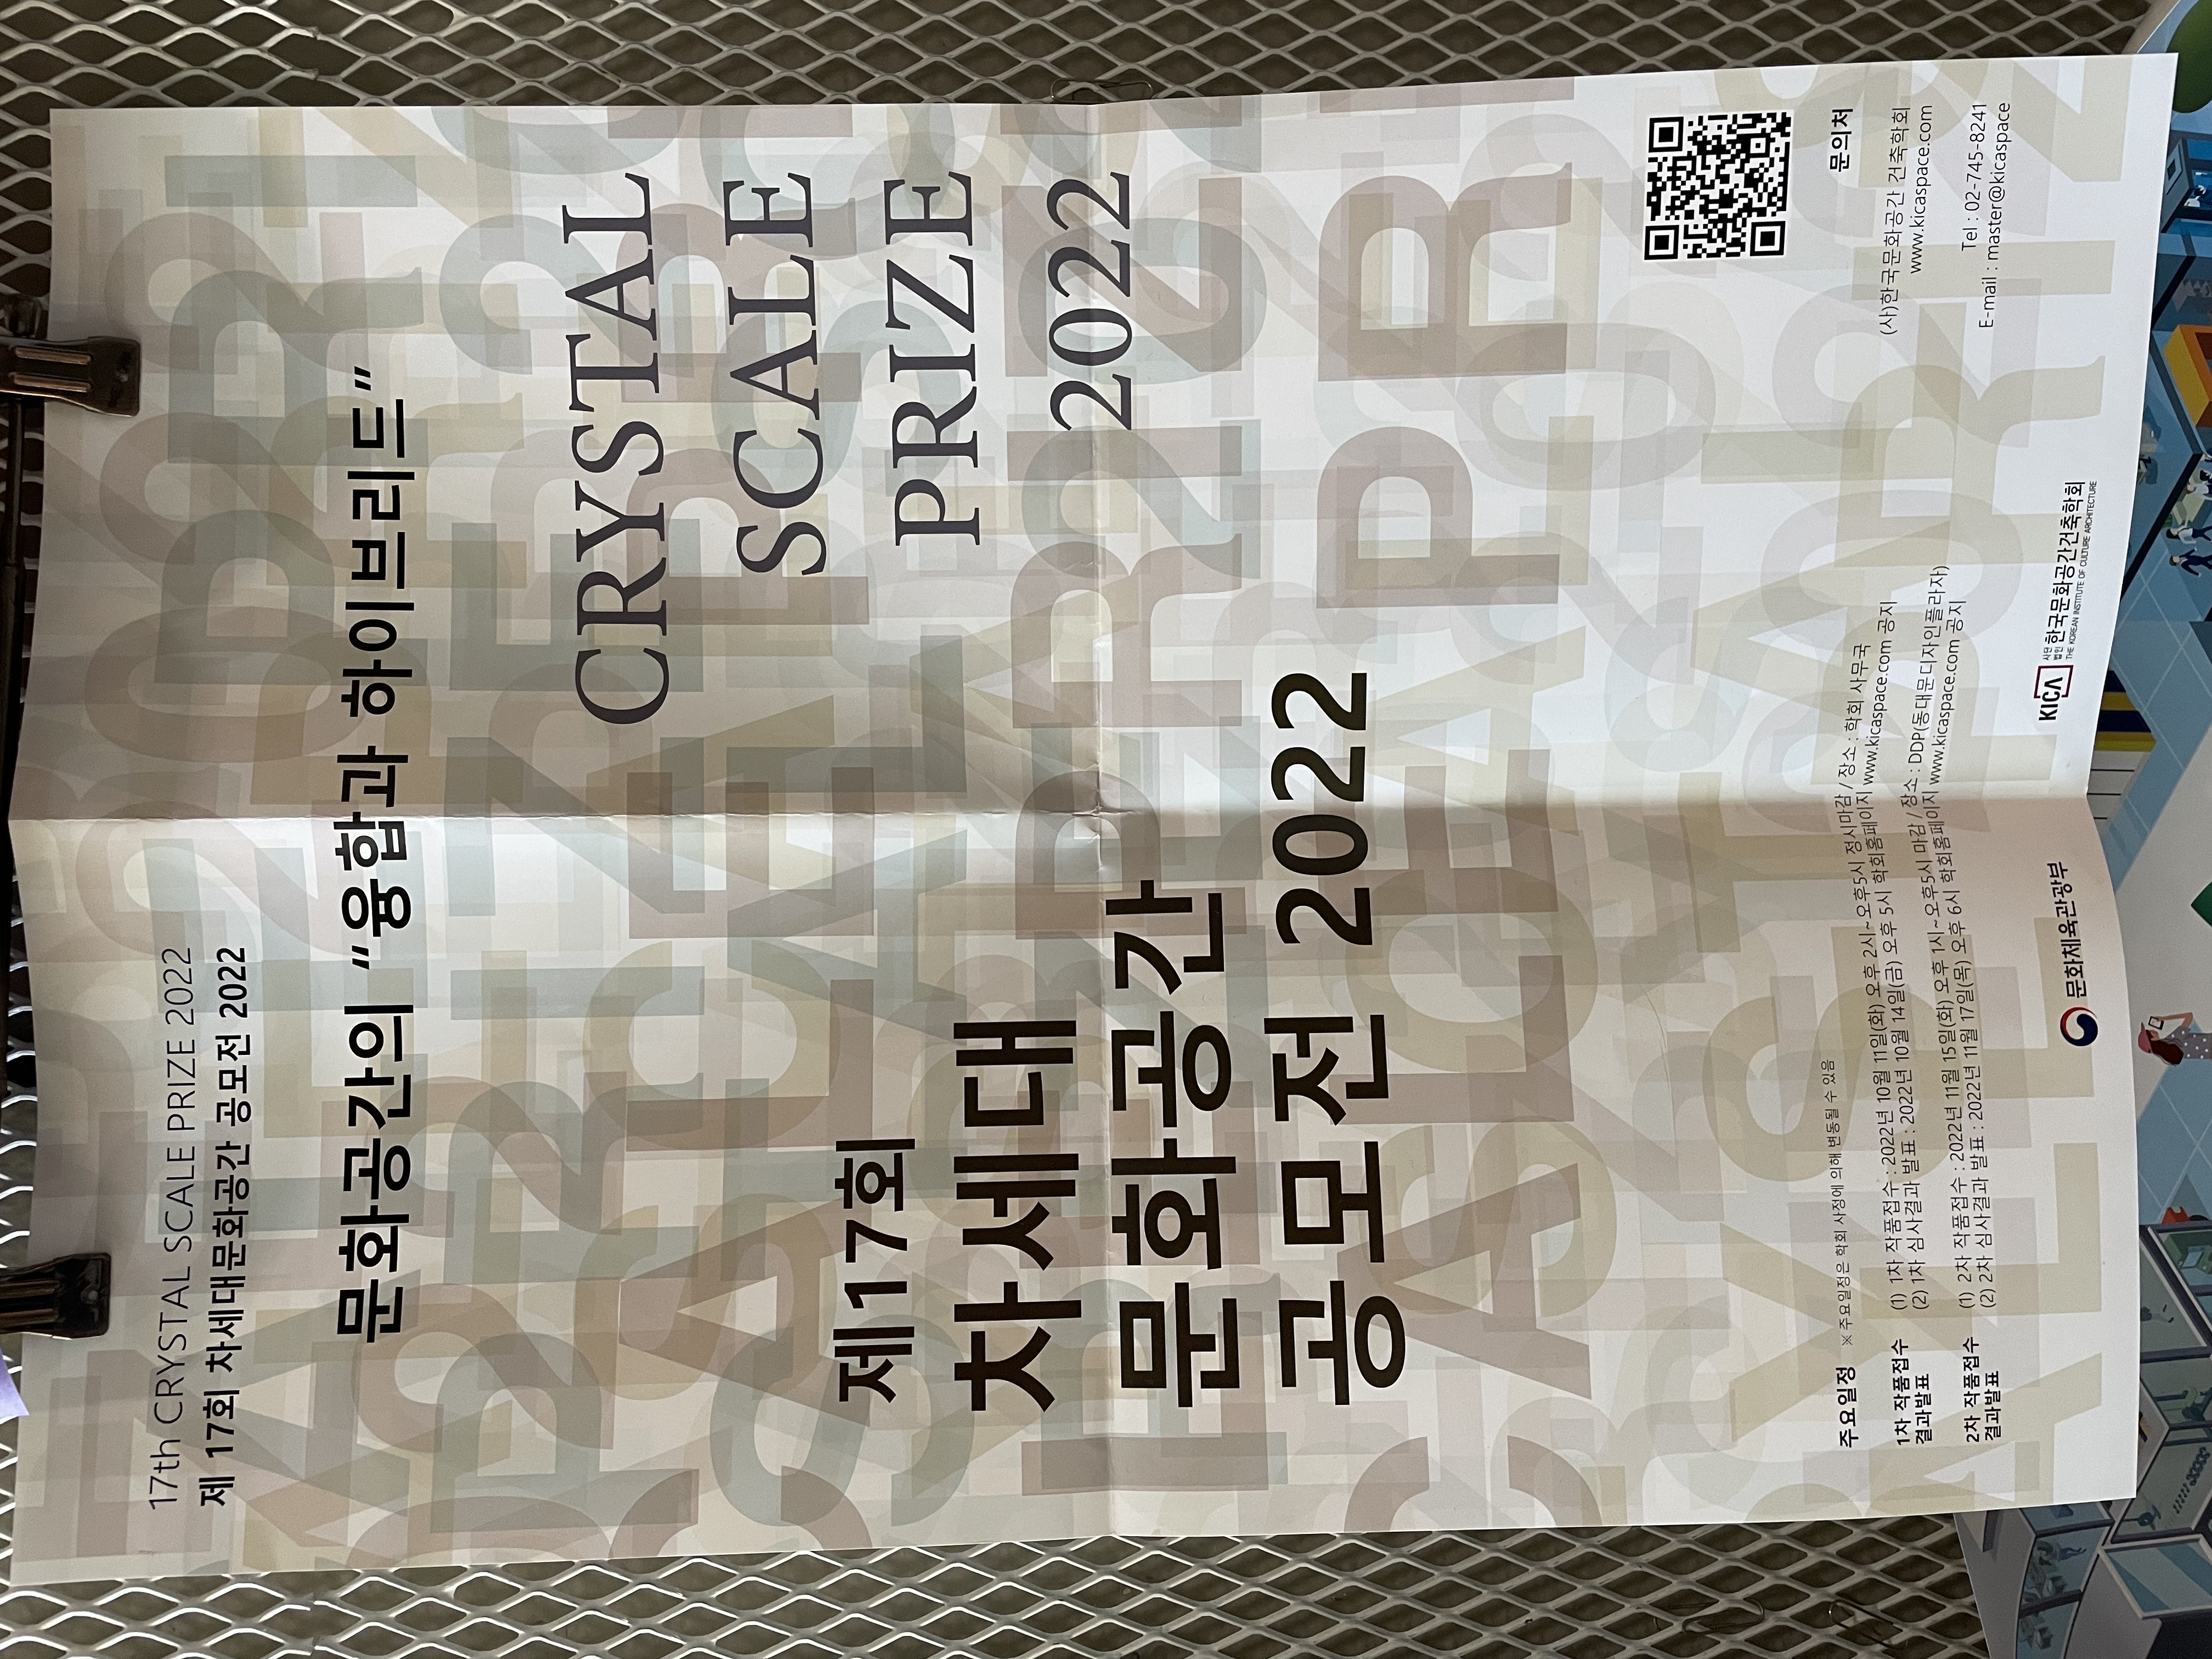 17th CRYSTAL SCALE PRIZE 2022
제 17회 차세대문화공간 공모전 2022
문화공간의 “융합과 하이브리드”
CRYSTAL
SCALE
PRIZE
2022
제17회
차세대
문화공간
공모전 2022
주요일정 ※ 주요일정은 학회 사정에 의해 변동될 수 있음
1차 작품접수 (1) 1차 작품접수 : 2022년 10월 11일(화) 오후 2시~오후5시 정시마감 / 장소 : 학회 사무국
결과발표 (2) 1차 심사결과 발표 : 2022년 10월 14일(금) 오후 5시 학회홈페이지 www.kicaspace.com 공지
2차 작품접수 (1) 2차 작품접수 : 2022년 11월 15일(화) 오후 1시~오후5시 마감 / 장소 : DDP(동대문디자인플라자)
결과발표 (2) 2차 심사결과 발표 : 2022년 11월 17일(목) 오후 6시 학회홈페이지 www.kicaspace.com 공지
문의처
(사)한국문화공간 건축학회
www.kicaspace.com
Tel : 02-745-8241
E-mail : master@kicaspace
문화체육관광부
KICA 사단법인 한국문화공간건축학회
THE KOREAN INSTITUTE OF CULTURE ARCHITECTURE